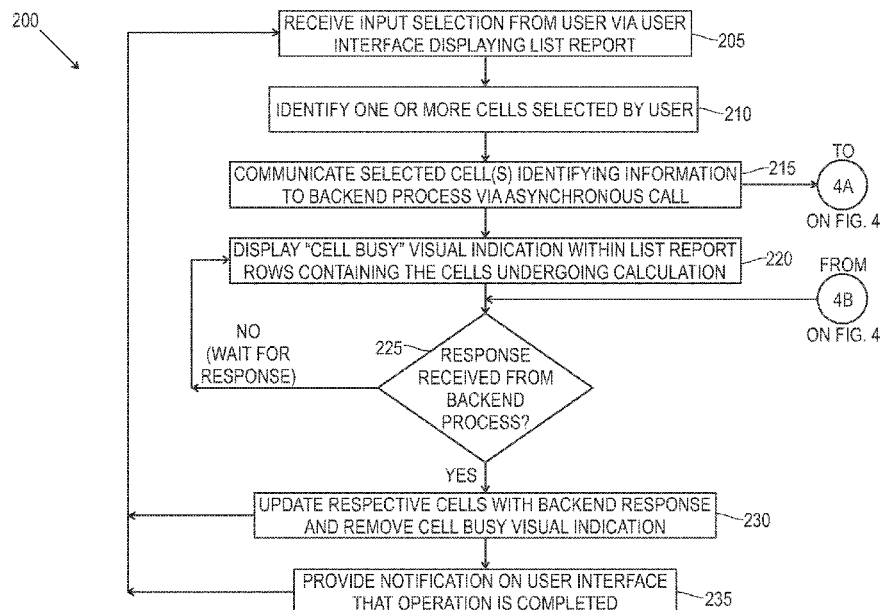 200
RECEIVE INPUT SELECTION FROM USER VIA USER
INTERFACE DISPLAYING LIST REPORT
205
IDENTIFY ONE OR MORE CELLS SELECTED BY USER
210
COMMUNICATE SELECTED CELL(S) IDENTIFYING INFORMATION
TO BACKEND PROCESS VIA ASYNCHRONOUS CALL
215
TO
4A
ON FIG. 4
DISPLAY "CELL BUSY" VISUAL INDICATION WITHIN LIST REPORT
ROWS CONTAINING THE CELLS UNDERGOING CALCULATION
220
FROM
4B
ON FIG. 4
NO
(WAIT FOR
RESPONSE)
225
RESPONSE
RECEIVED FROM
BACKEND
PROCESS?
YES
UPDATE RESPECTIVE CELLS WITH BACKEND RESPONSE
AND REMOVE CELL BUSY VISUAL INDICATION
230
PROVIDE NOTIFICATION ON USER INTERFACE
THAT OPERATION IS COMPLETED
235